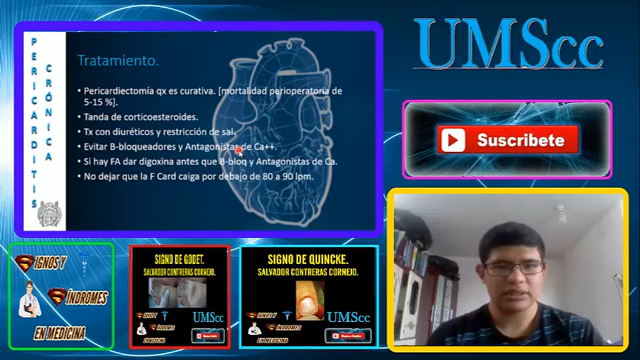 PERICARDITIS
CRÓNICA
Tratamiento.
• Pericardiectomía qx es curativa. [mortalidad perioperatoria de
5-15 %].
• Tanda de corticoesteroides.
• Tx con diuréticos y restricción de sal.
• Evitar B-bloqueadores y Antagonistas de Ca++.
• Si hay FA dar digoxina antes que B-bloq y Antagonistas de Ca.
• No dejar que la F Card caiga por debajo de 80 a 90 lpm.
UMScc
Suscribete
SIGNOS Y
SÍNDROMES
EN MEDICINA
SIGNO DE GODET.
SALVADOR CONTRERAS CORNEJO.
UMScc
SIGNO DE QUINCKE.
SALVADOR CONTRERAS CORNEJO.
UMScc